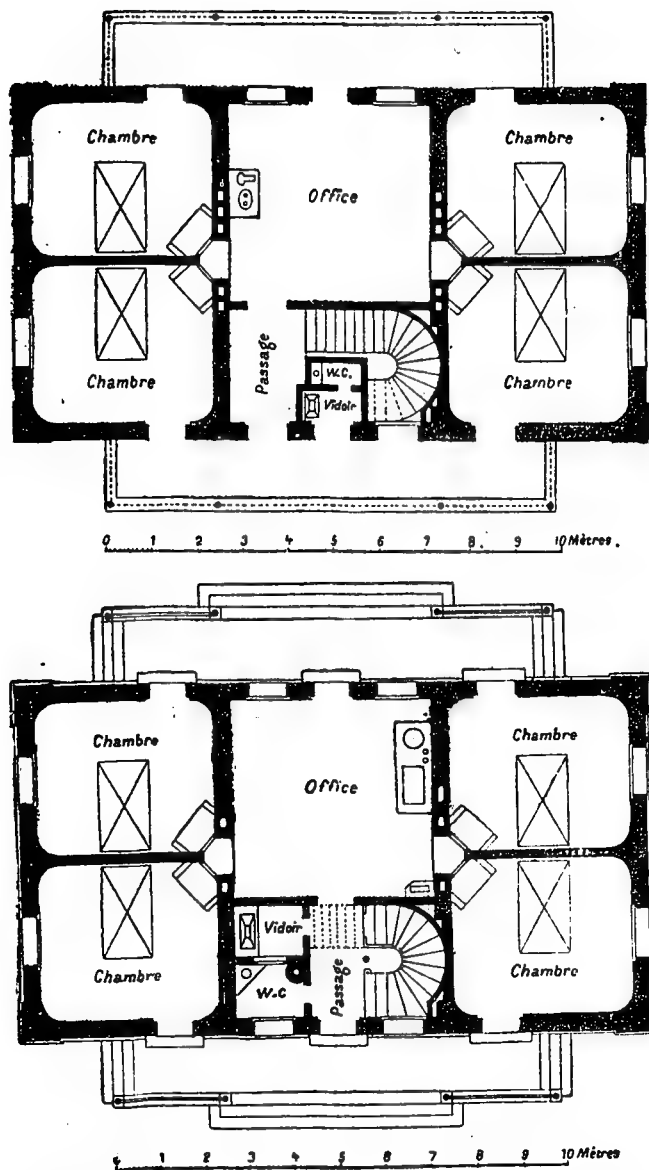 Chambre
Chambre
Office
Chambre
Chambre
Passage
W.C.
Vidoir
0 1 2 3 4 5 6 7 8 9 10 Mètres.
Chambre
Chambre
Office
Chambre
Chambre
Vidoir
W.C
Passage
1 2 3 4 5 6 7 8 9 10 Mètres